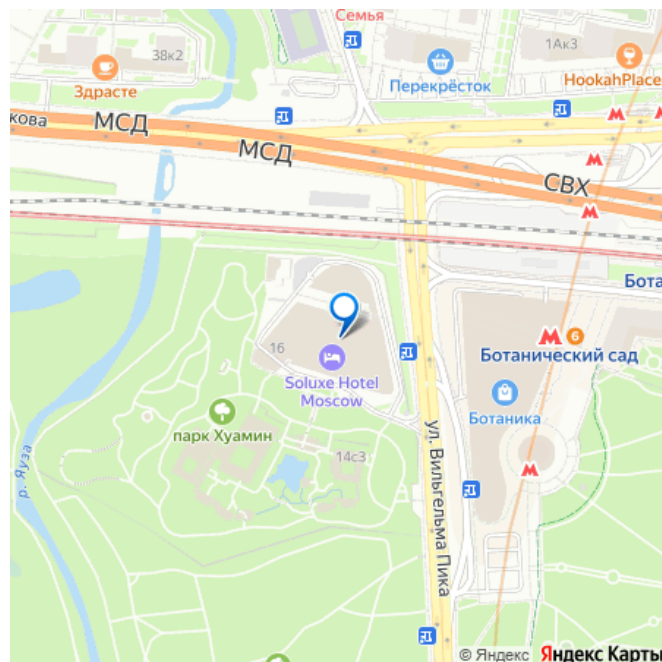 Семья
38к2
1Ак3
Здрасте
Перекрёсток
HookahPlace
МСД
МСД
СВХ
Бота
16
Soluxe Hotel
Moscow
6
Ботанический сад
Ботаника
парк Хуамин
14с3
р. Яуза
ул. Вильгельма Пика
© Яндекс Яндекс Карты